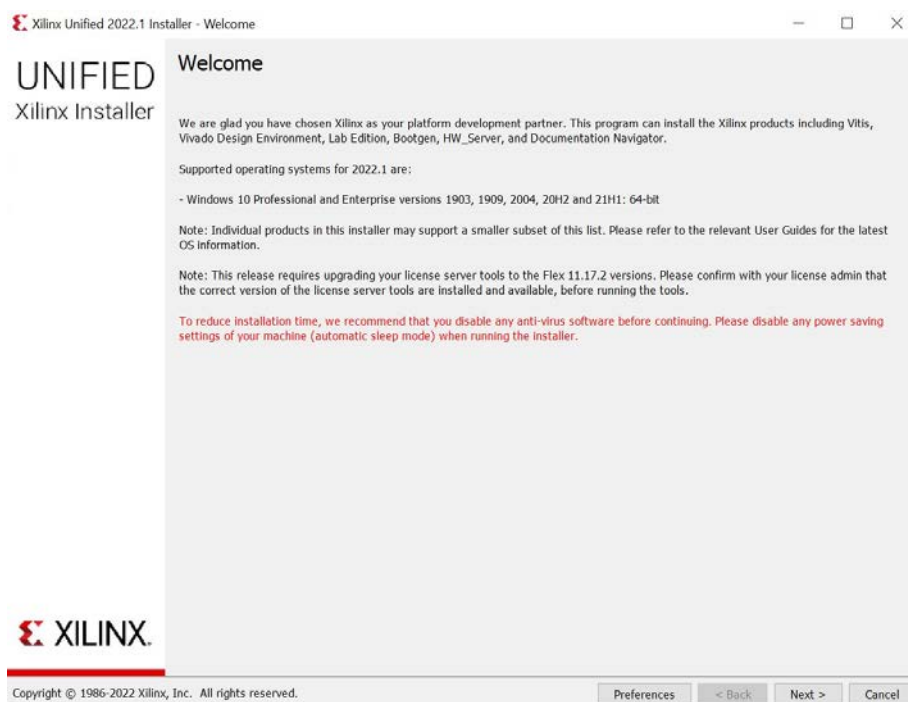 Xilinx Unified 2022.1 Installer - Welcome
UNIFIED
Xilinx Installer
Welcome
We are glad you have chosen Xilinx as your platform development partner. This program can install the Xilinx products including Vitis,
Vivado Design Environment, Lab Edition, Bootgen, HW_Server, and Documentation Navigator.
Supported operating systems for 2022.1 are:
- Windows 10 Professional and Enterprise versions 1903, 1909, 2004, 20H2 and 21H1: 64-bit
Note: Individual products in this installer may support a smaller subset of this list. Please refer to the relevant User Guides for the latest
OS information.
Note: This release requires upgrading your license server tools to the Flex 11.17.2 versions. Please confirm with your license admin that
the correct version of the license server tools are installed and available, before running the tools.
To reduce installation time, we recommend that you disable any anti-virus software before continuing. Please disable any power saving
settings of your machine (automatic sleep mode) when running the installer.
XILINX.
Copyright © 1986-2022 Xilinx, Inc. All rights reserved.
Preferences
< Back
Next >
Cancel